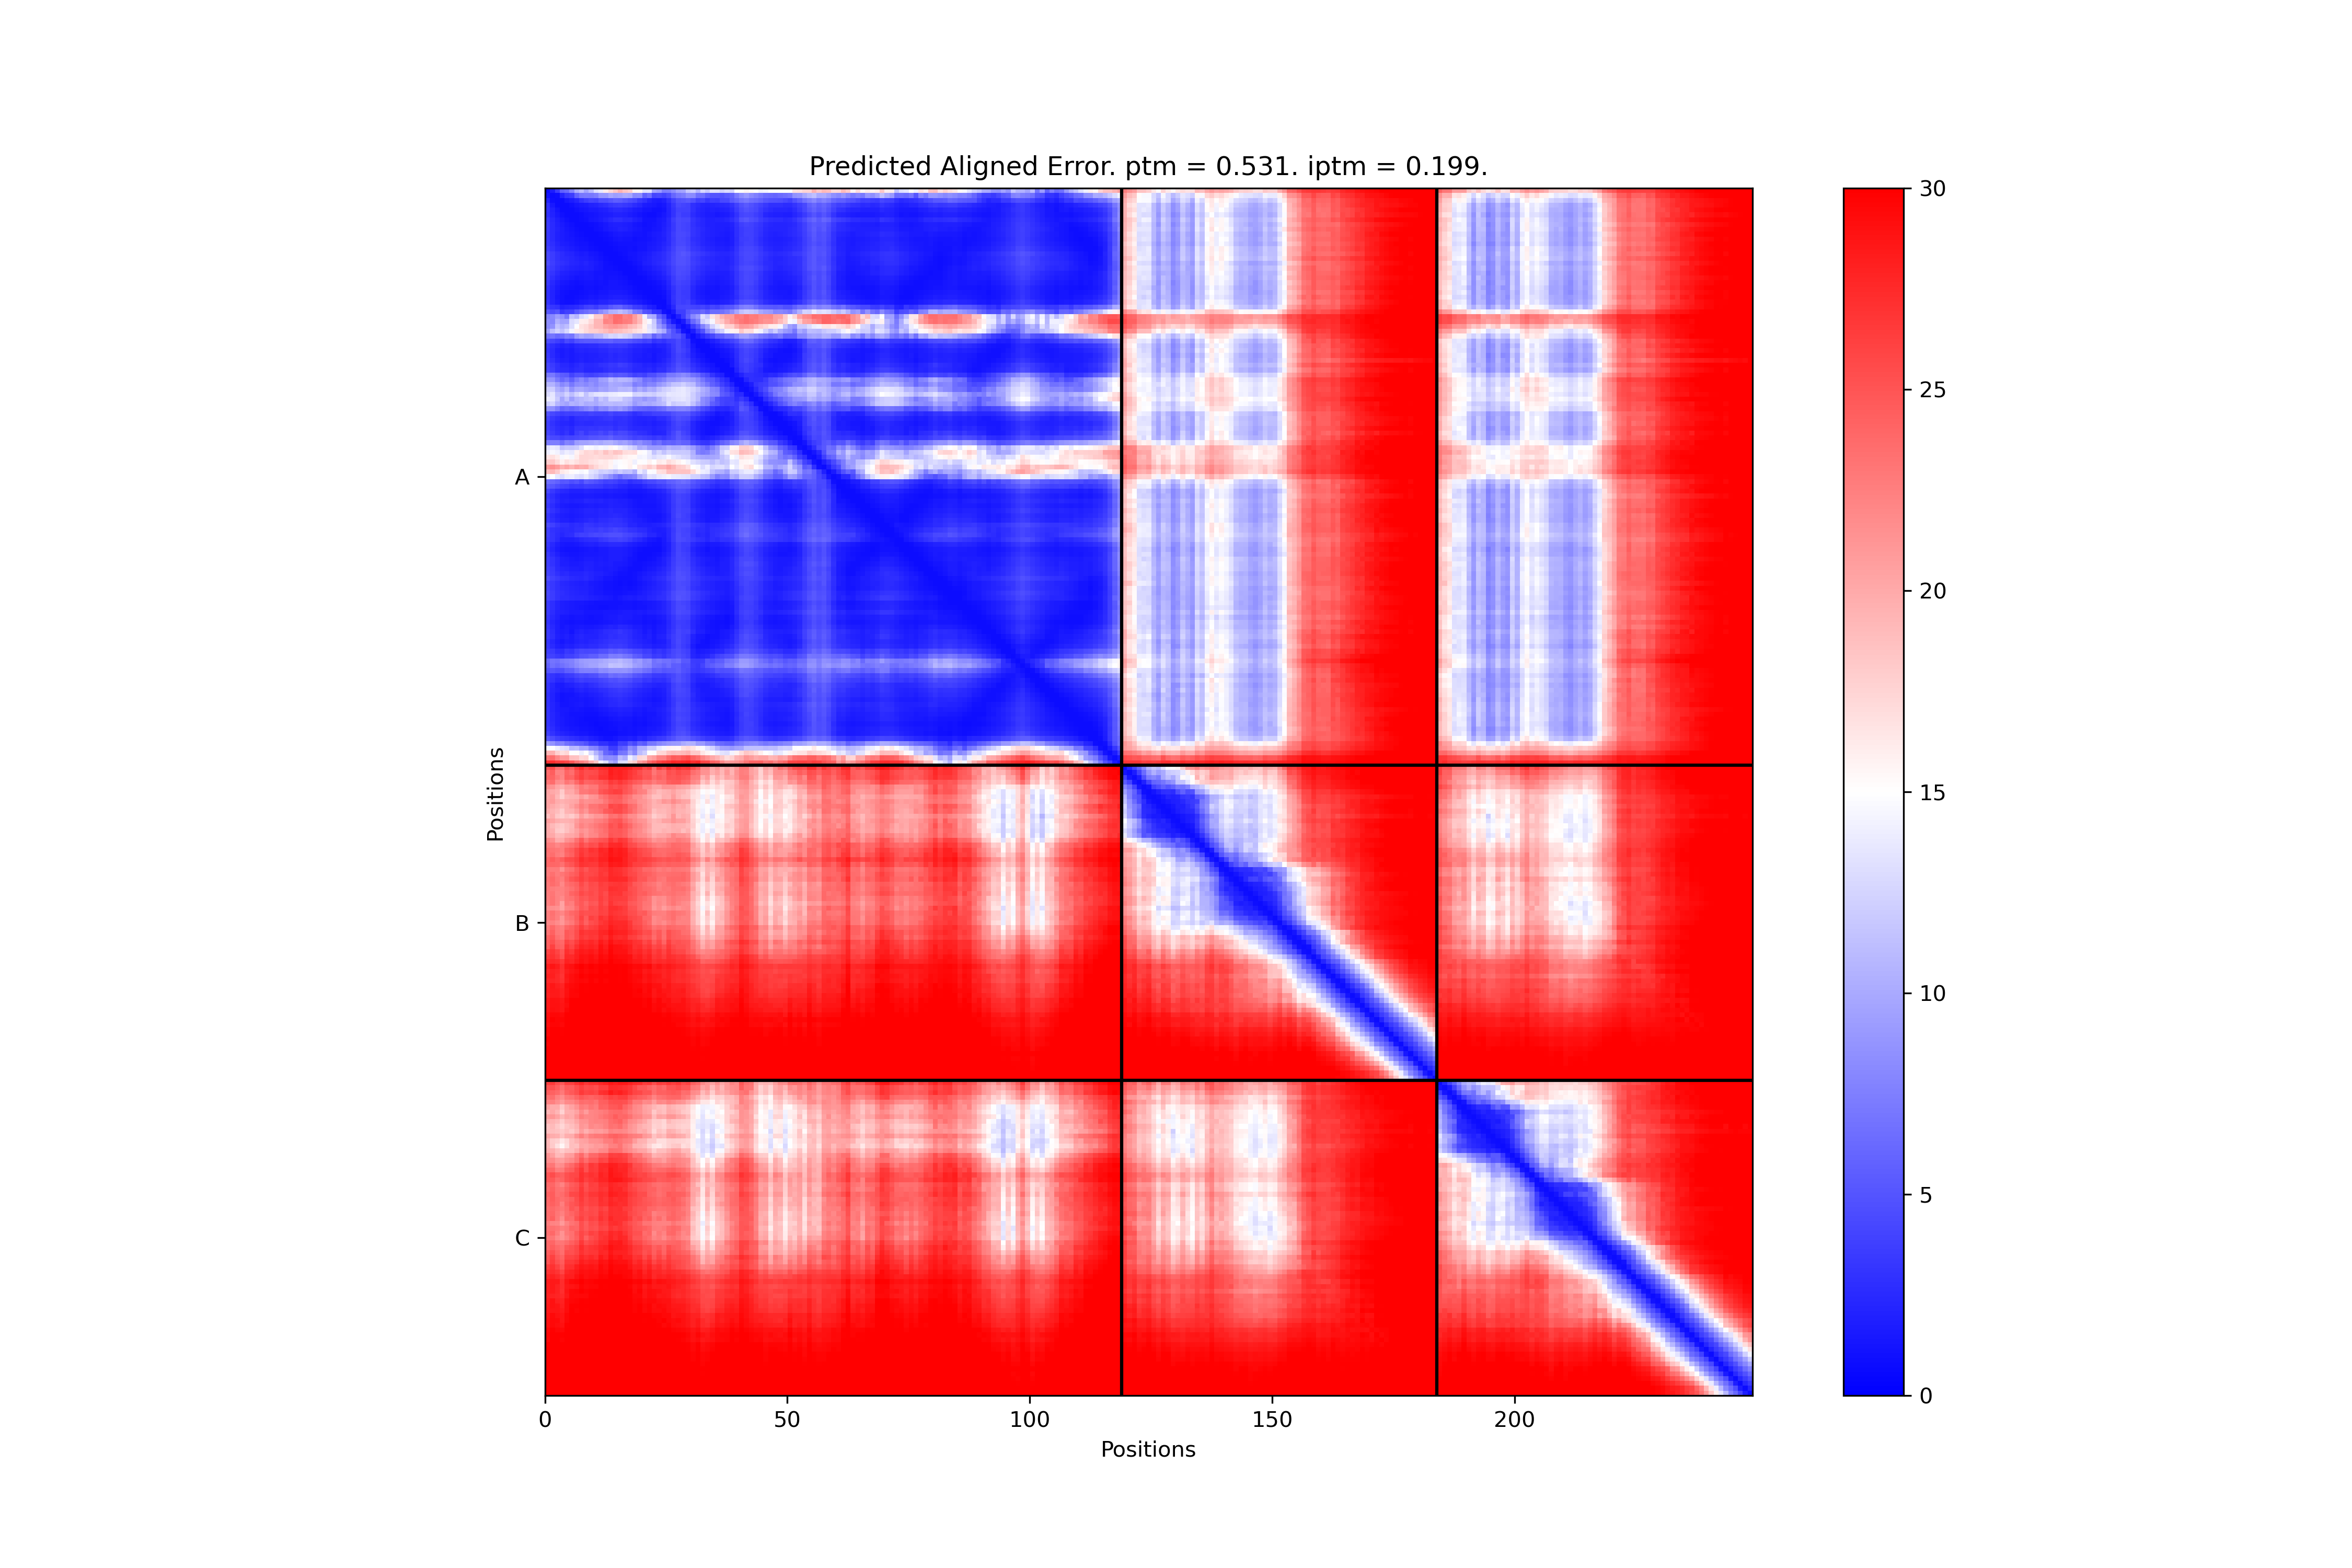 Predicted Aligned Error. ptm = 0.531. iptm = 0.199.
A
B
C
Positions
0
50
100
150
200
Positions
30
25
20
15
10
5
0